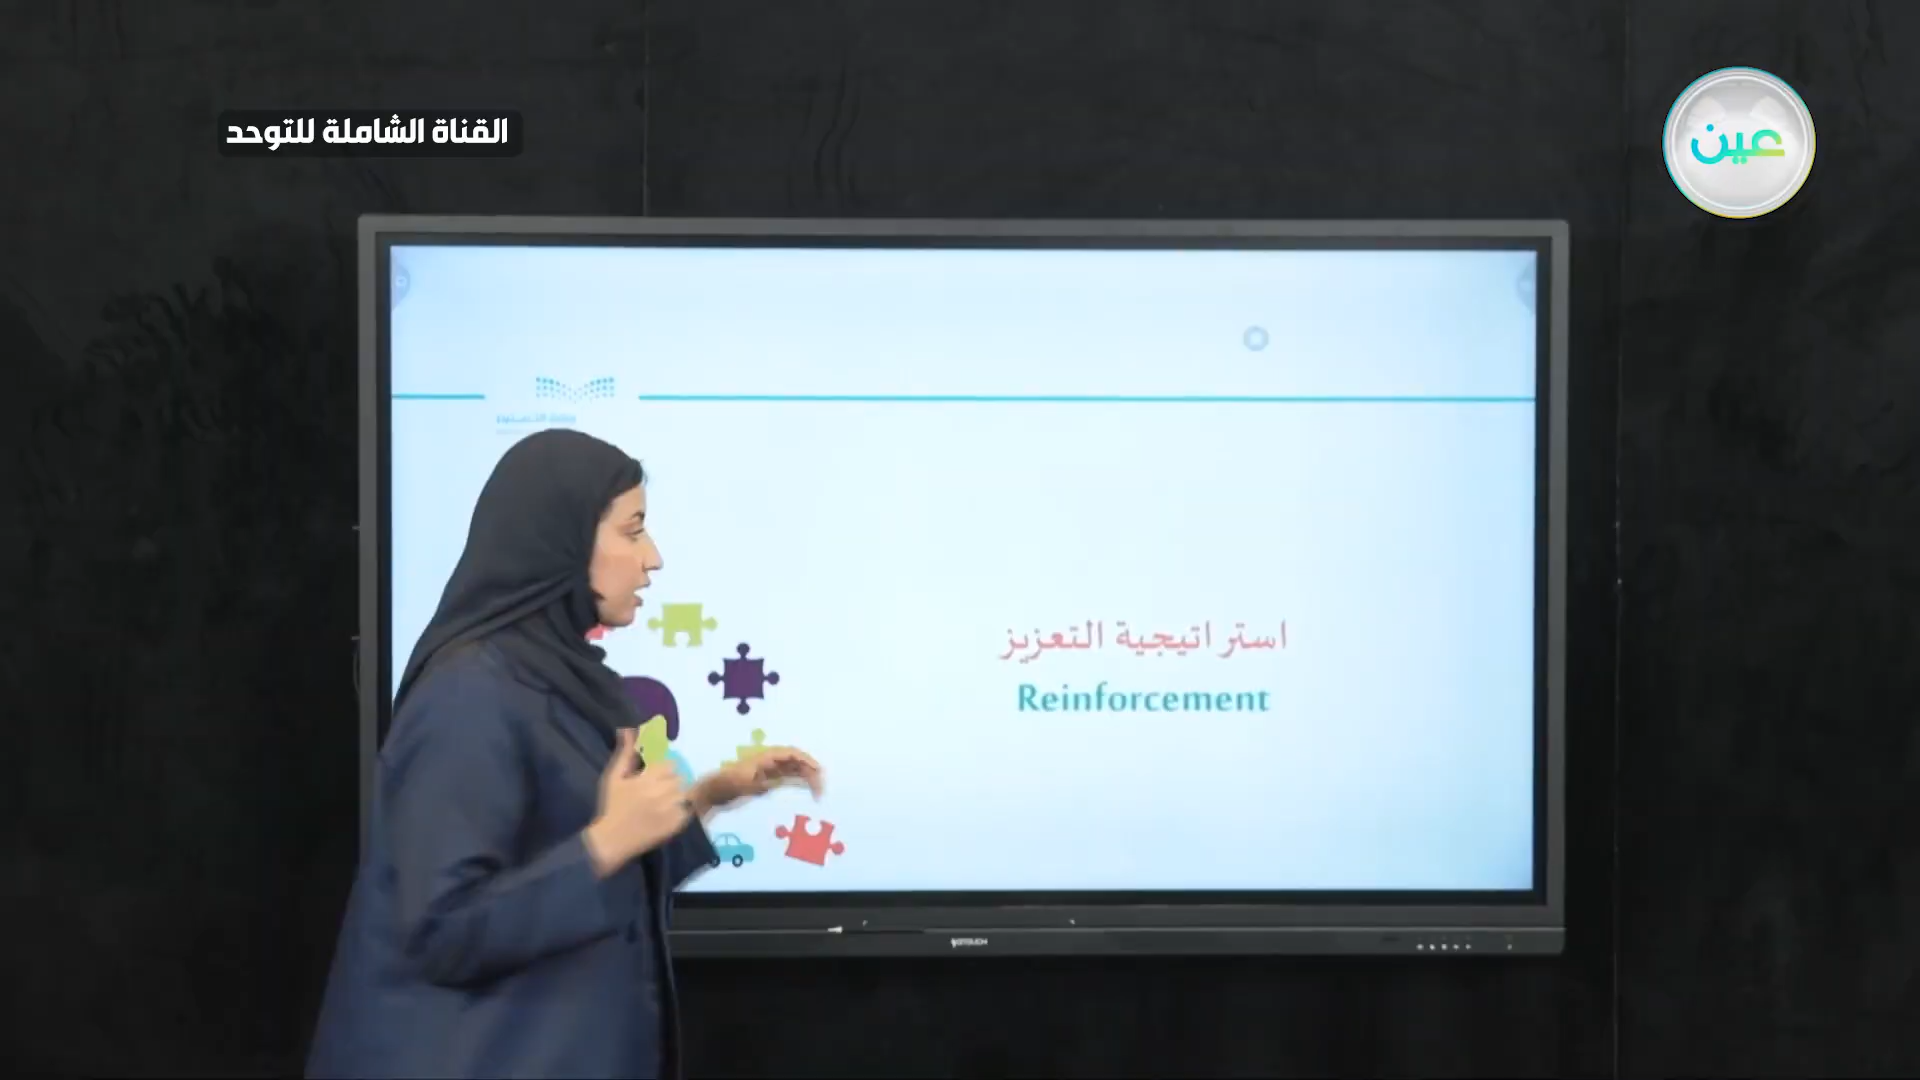 القناة الشاملة للتوحد
عين
استراتيجية التعزيز
Reinforcement